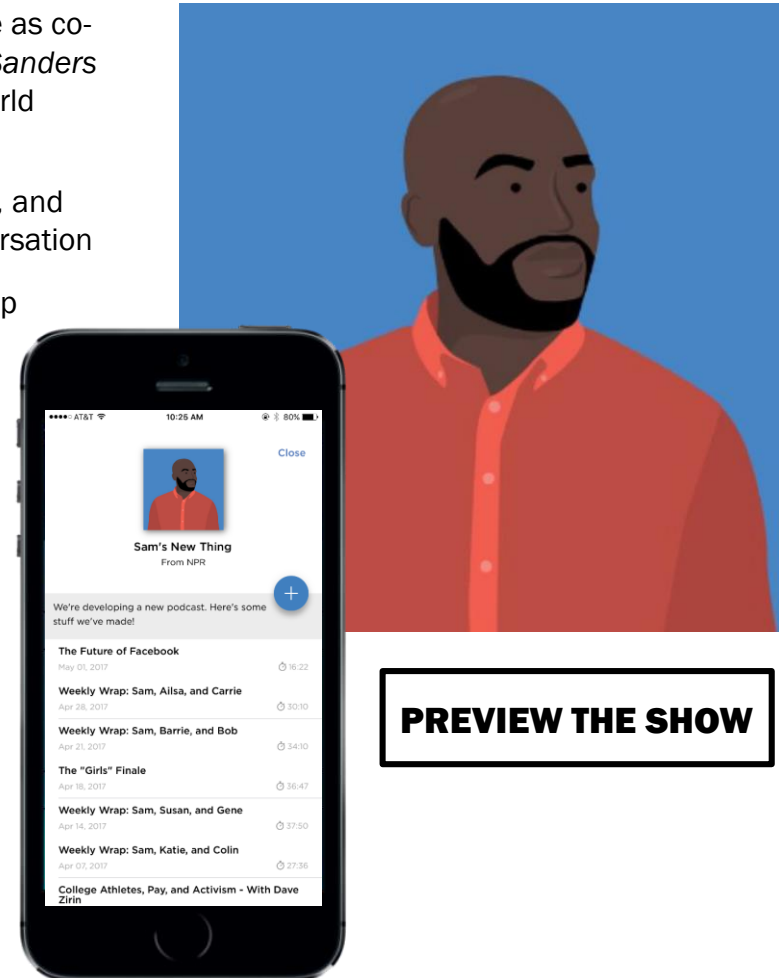 e as co-
Sanders
rld
, and
ersation
p
AT&T
10:25 AM
80%
Close
Sam's New Thing
From NPR
+
We're developing a new podcast. Here's some
stuff we've made!
The Future of Facebook
May 01, 2017
16:22
Weekly Wrap: Sam, Ailsa, and Carrie
Apr 28, 2017
30:10
Weekly Wrap: Sam, Barrie, and Bob
Apr 21, 2017
34:10
The "Girls" Finale
Apr 18, 2017
36:47
Weekly Wrap: Sam, Susan, and Gene
Apr 14, 2017
37:50
Weekly Wrap: Sam, Katie, and Colin
Apr 07, 2017
27:36
College Athletes, Pay, and Activism - With Dave
Zirin
PREVIEW THE SHOW